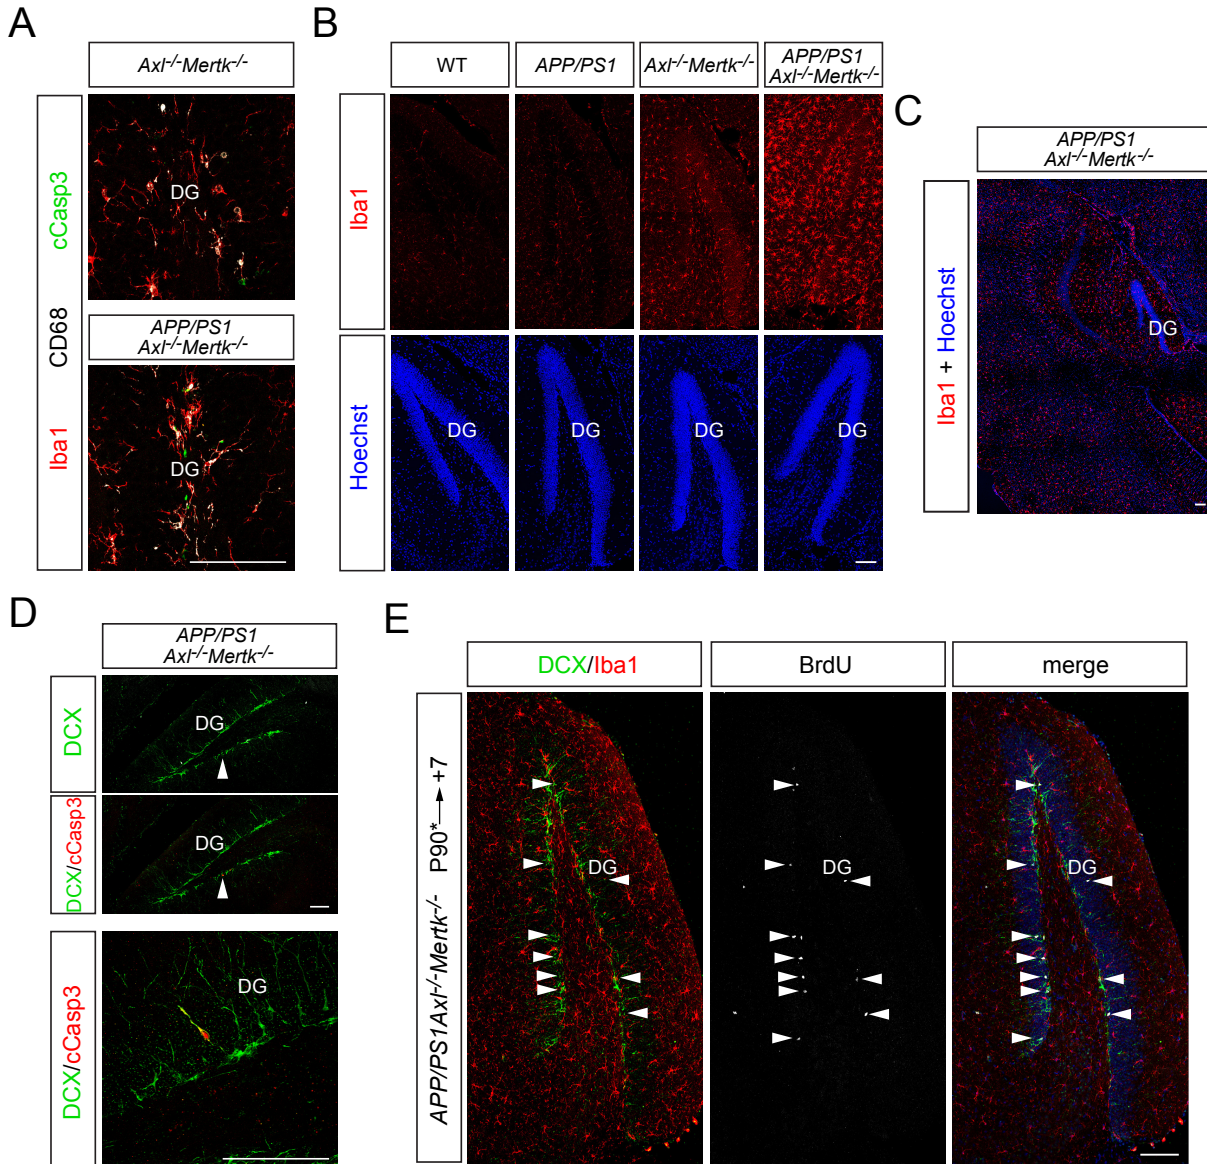 A
Axl-/-Mertk-/-
cCasp3
CD68
Iba1
DG
APP/PS1
Axl-/-Mertk-/-
DG
B
WT
APP/PS1
Axl-/-Mertk-/-
APP/PS1
Axl-/-Mertk-/-
Iba1
Hoechst
DG
DG
DG
DG
C
APP/PS1
Axl-/-Mertk-/-
Iba1 + Hoechst
DG
D
APP/PS1
Axl-/-Mertk-/-
DCX
DG
DCX/cCasp3
DG
DCX/cCasp3
DG
E
DCX/Iba1
BrdU
merge
APP/PS1Axl-/-Mertk-/- P90*→+7
DG
DG
DG